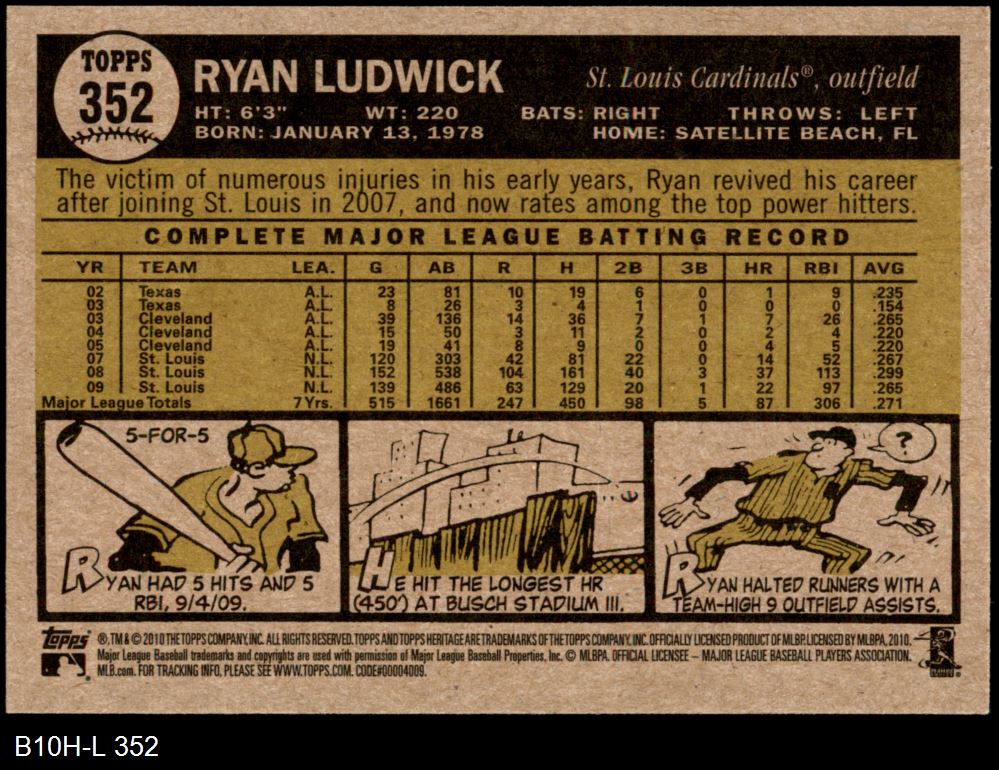 TOPPS
352
RYAN LUDWICK
St. Louis Cardinals®, outfield
HT: 6'3" WT: 220 BATS: RIGHT THROWS: LEFT
BORN: JANUARY 13, 1978 HOME: SATELLITE BEACH, FL
The victim of numerous injuries in his early years, Ryan revived his career
after joining St. Louis in 2007, and now rates among the top power hitters.
COMPLETE MAJOR LEAGUE BATTING RECORD
YR TEAM LEA. G AB R H 2B 3B HR RBI AVG
02 Texas A.L. 23 81 10 19 6 0 1 9 .235
03 Texas A.L. 8 26 3 4 1 0 0 0 .154
03 Cleveland A.L. 39 136 14 36 7 1 7 26 .265
04 Cleveland A.L. 15 50 3 11 2 0 2 4 .220
05 Cleveland A.L. 19 41 8 9 0 0 4 5 .220
07 St. Louis N.L. 120 303 42 81 22 0 14 52 .267
08 St. Louis N.L. 152 538 104 161 40 3 37 113 .299
09 St. Louis N.L. 139 486 63 129 20 1 22 97 .265
Major League Totals 7 Yrs. 515 1661 247 450 98 5 87 306 .271
5-FOR-5
RYAN HAD 5 HITS AND 5
RBI, 9/4/09.
HE HIT THE LONGEST HR
(450') AT BUSCH STADIUM III.
?
RYAN HALTED RUNNERS WITH A
TEAM-HIGH 9 OUTFIELD ASSISTS.
Topps ®,TM & © 2010 THE TOPPS COMPANY, INC. ALL RIGHTS RESERVED. TOPPS AND TOPPS HERITAGE ARE TRADEMARKS OF THE TOPPS COMPANY, INC. OFFICIALLY LICENSED PRODUCT OF MLBP. LICENSED BY MLBPA, 2010.
Major League Baseball trademarks and copyrights are used with permission of Major League Baseball Properties, Inc. © MLBPA. OFFICIAL LICENSEE – MAJOR LEAGUE BASEBALL PLAYERS ASSOCIATION.
MLB.com. FOR TRACKING INFO, PLEASE SEE WWW.TOPPS.COM. CODE#00004009.
B10H-L 352